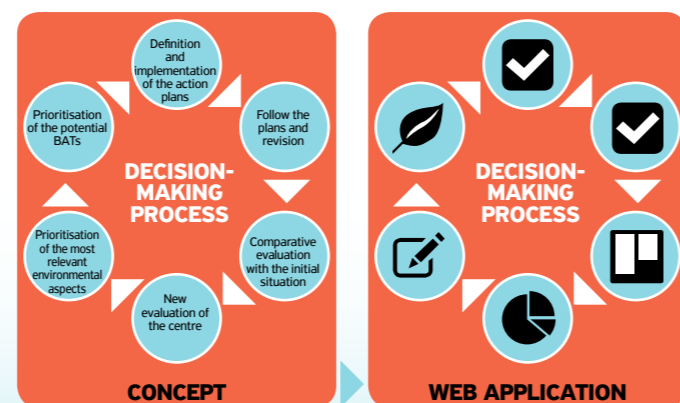 Definition
and
implementation
of the action
plans
Prioritisation
of the potential
BATs
Follow the
plans and
revision
DECISION-
MAKING
PROCESS
Prioritisation
of the most
relevant
environmental
aspects
Comparative
evaluation
with the initial
situation
New
evaluation of
the centre
CONCEPT
DECISION-
MAKING
PROCESS
WEB APPLICATION